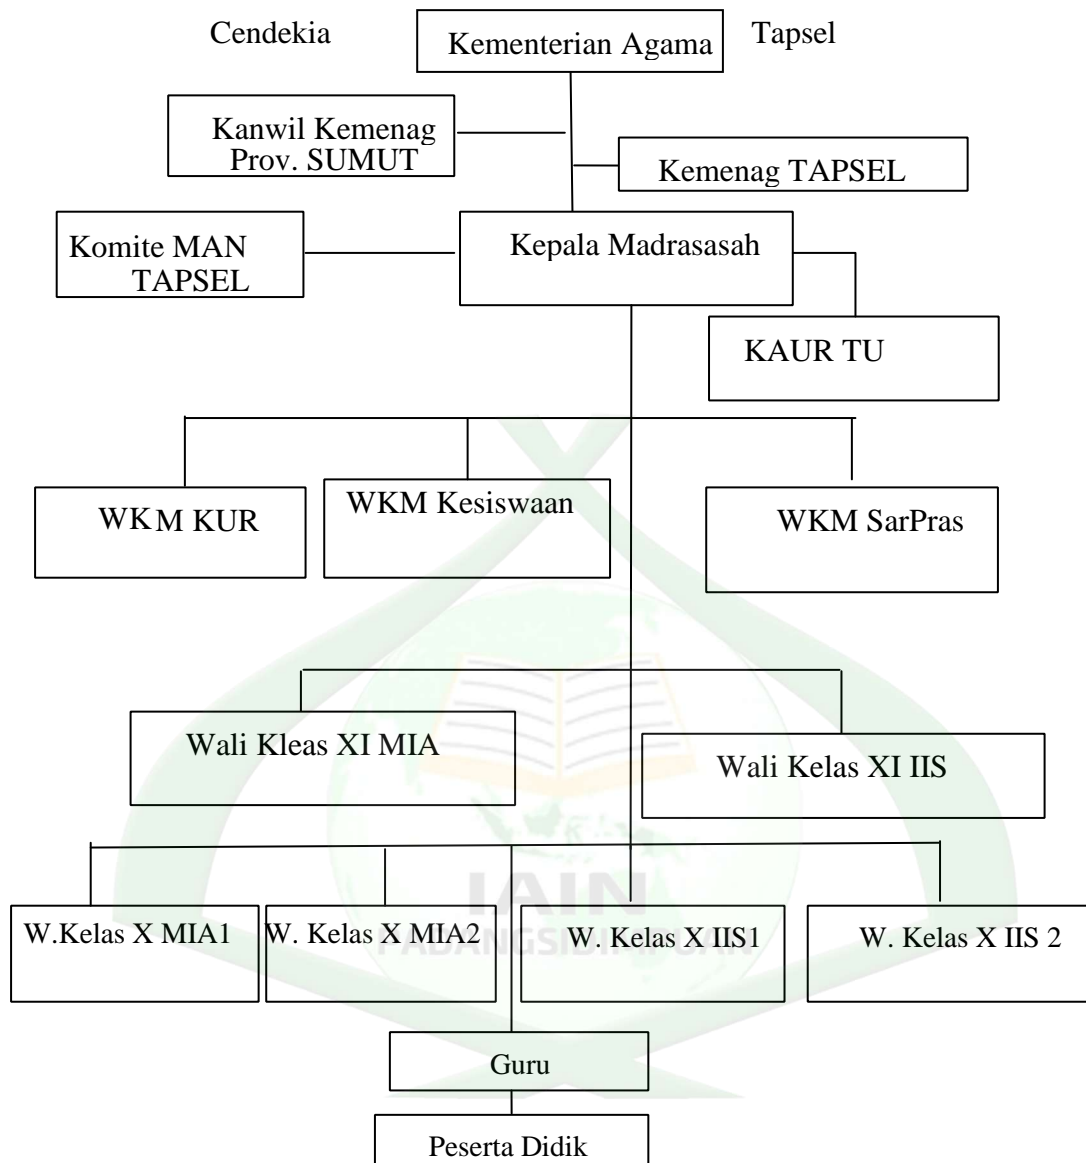 Cendekia Kementerian Agama Tapsel
Kanwil Kemenag
Prov. SUMUT
Kemenag TAPSEL
Komite MAN
TAPSEL
Kepala Madrasasah
KAUR TU
WKM KUR
WKM Kesiswaan
WKM SarPras
Wali Kleas XI MIA
Wali Kelas XI IIS
W.Kelas X MIA1
W. Kelas X MIA2
W. Kelas X IIS1
W. Kelas X IIS 2
IAIN
PADANGSIDIMPUAN
Guru
Peserta Didik